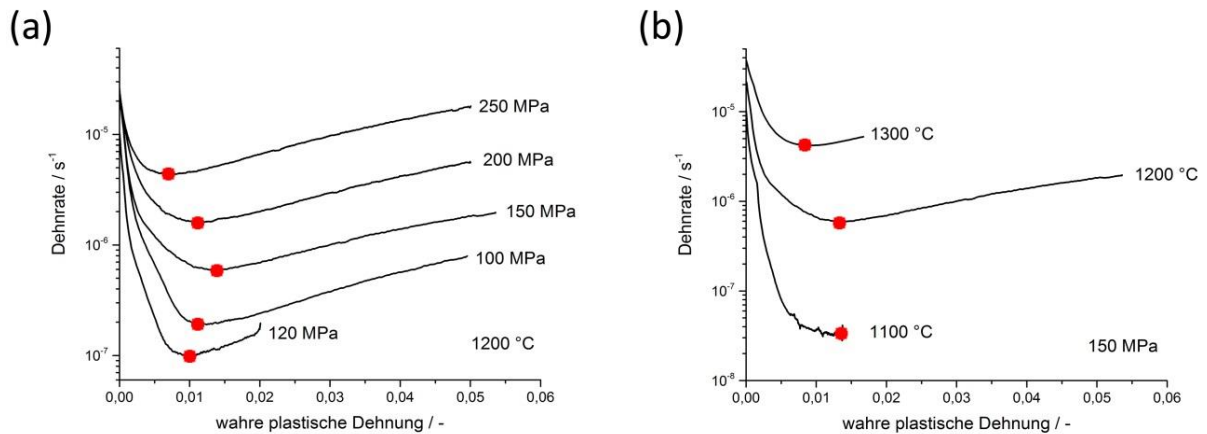 (a)
Dehnrate / s⁻¹
10⁻⁵
10⁻⁶
10⁻⁷
250 MPa
200 MPa
150 MPa
100 MPa
120 MPa
1200 °C
0,00 0,01 0,02 0,03 0,04 0,05 0,06
wahre plastische Dehnung / -
(b)
Dehnrate / s⁻¹
10⁻⁵
10⁻⁶
10⁻⁷
10⁻⁸
1300 °C
1200 °C
1100 °C
150 MPa
0,00 0,01 0,02 0,03 0,04 0,05 0,06
wahre plastische Dehnung / -